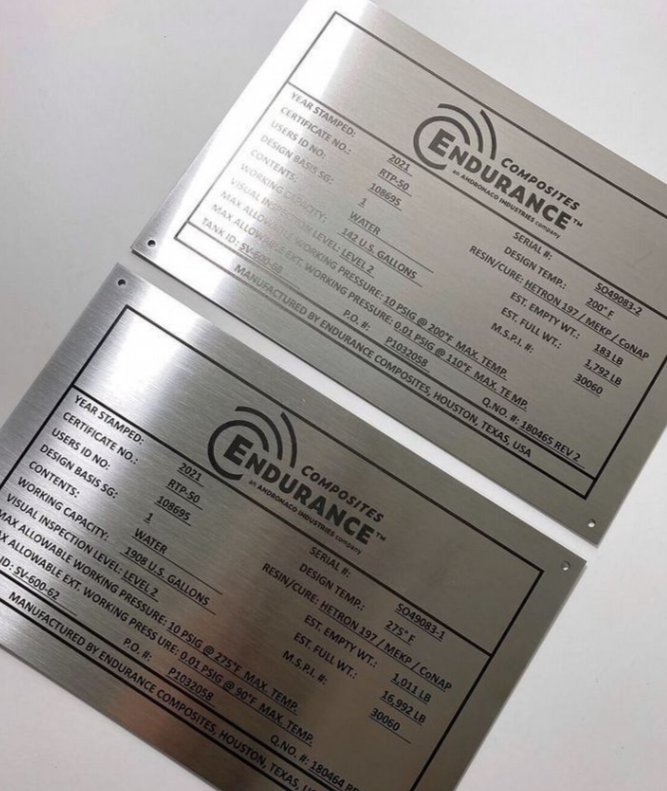 ENDURANCE™
COMPOSITES
an ANDRONACO INDUSTRIES company
YEAR STAMPED: 2021
CERTIFICATE NO.: RTP-50
USERS ID NO: 108695
DESIGN BASIS SG: 1
CONTENTS: WATER
WORKING CAPACITY: 142 U.S. GALLONS
VISUAL INSPECTION LEVEL: LEVEL 2
MAX ALLOWABLE WORKING PRESSURE: 10 PSIG @ 200°F MAX. TEMP.
MAX ALLOWABLE EXT. WORKING PRESSURE: 0.01 PSIG @ 110°F MAX. TEMP.
TANK ID: SV-600-68
P.O. #: P1032058
SERIAL #: SO49083-2
DESIGN TEMP.: 200° F
RESIN/CURE: HETRON 197 / MEKP / CoNAP
EST. EMPTY WT.: 183 LB
EST. FULL WT.: 1,792 LB
M.S.P.I. #: 30060
Q.NO. #: 180465 REV 2
MANUFACTURED BY ENDURANCE COMPOSITES, HOUSTON, TEXAS, USA
ENDURANCE™
COMPOSITES
an ANDRONACO INDUSTRIES company
YEAR STAMPED: 2021
CERTIFICATE NO.: RTP-50
USERS ID NO: 108695
DESIGN BASIS SG: 1
CONTENTS: WATER
WORKING CAPACITY: 1908 U.S. GALLONS
VISUAL INSPECTION LEVEL: LEVEL 2
MAX ALLOWABLE WORKING PRESSURE: 10 PSIG @ 275°F MAX. TEMP.
ALLOWABLE EXT. WORKING PRESSURE: 0.01 PSIG @ 90°F MAX. TEMP.
ID: SV-600-62
P.O. #: P1032058
SERIAL #: SO49083-1
DESIGN TEMP.: 275° F
RESIN/CURE: HETRON 197 / MEKP / CoNAP
EST. EMPTY WT.: 1,011 LB
EST. FULL WT.: 16,992 LB
M.S.P.I. #: 30060
Q.NO. #: 180464
MANUFACTURED BY ENDURANCE COMPOSITES, HOUSTON, TEXAS,